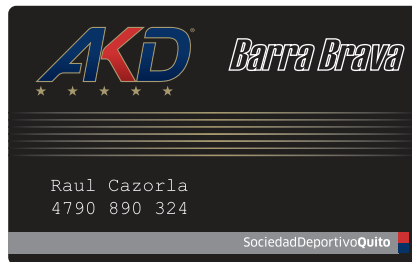 AKD
Barra Brava
Raul Cazorla
4790 890 324
SociedadDeportivoQuito